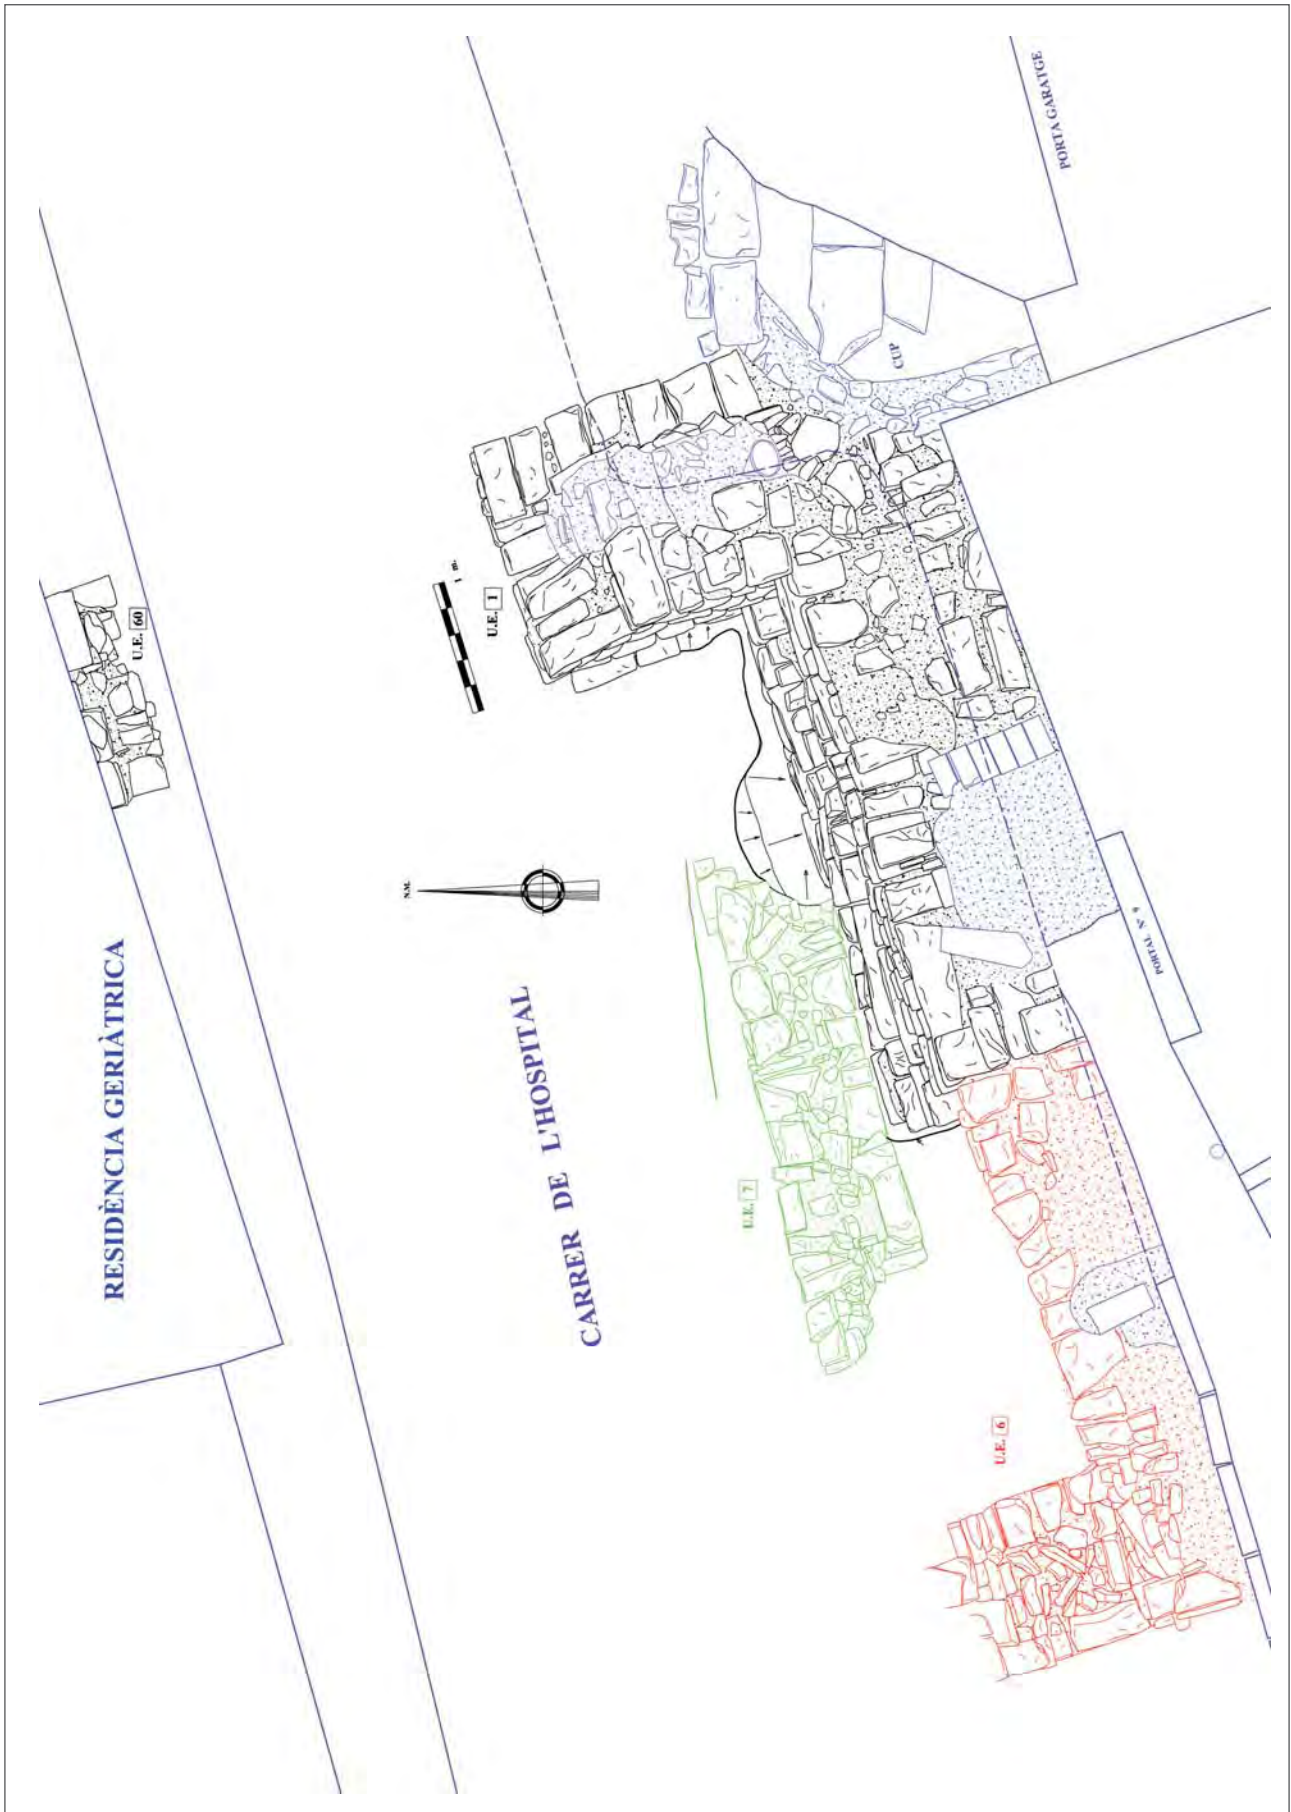 PORTA GARATGE
CUP
1 m.
U.E. 1
U.E. 60
N.M.
RESIDÈNCIA GERIÀTRICA
CARRER DE L'HOSPITAL
PORTAL Nº 9
U.E. 7
U.E. 6